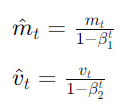 m̂_t = m_t / (1−β_1^t)
v̂_t = v_t / (1−β_2^t)